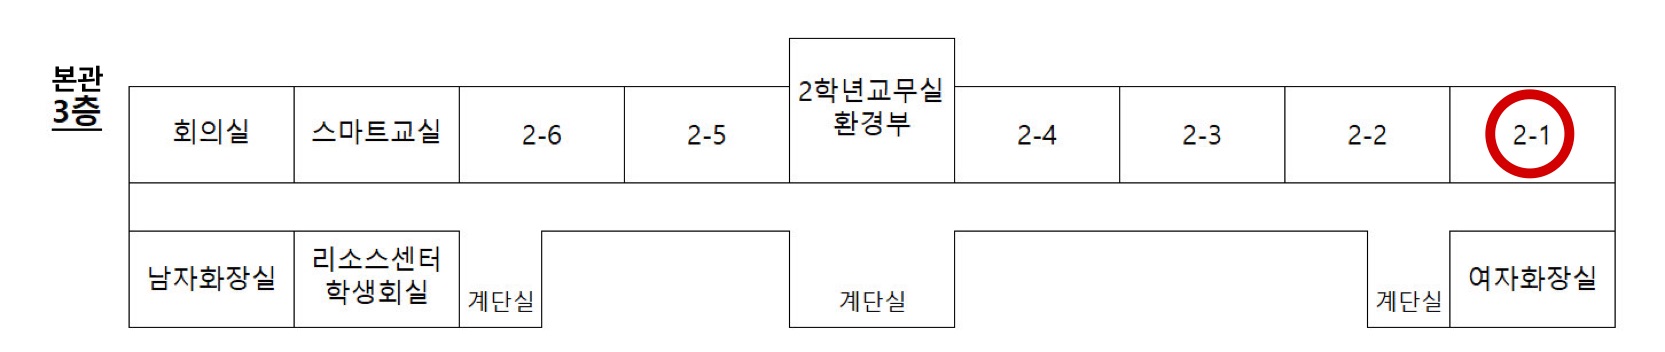 본관
3층
회의실
스마트교실
2-6
2-5
2학년교무실
환경부
2-4
2-3
2-2
2-1
남자화장실
리소스센터
학생회실
계단실
계단실
계단실
여자화장실